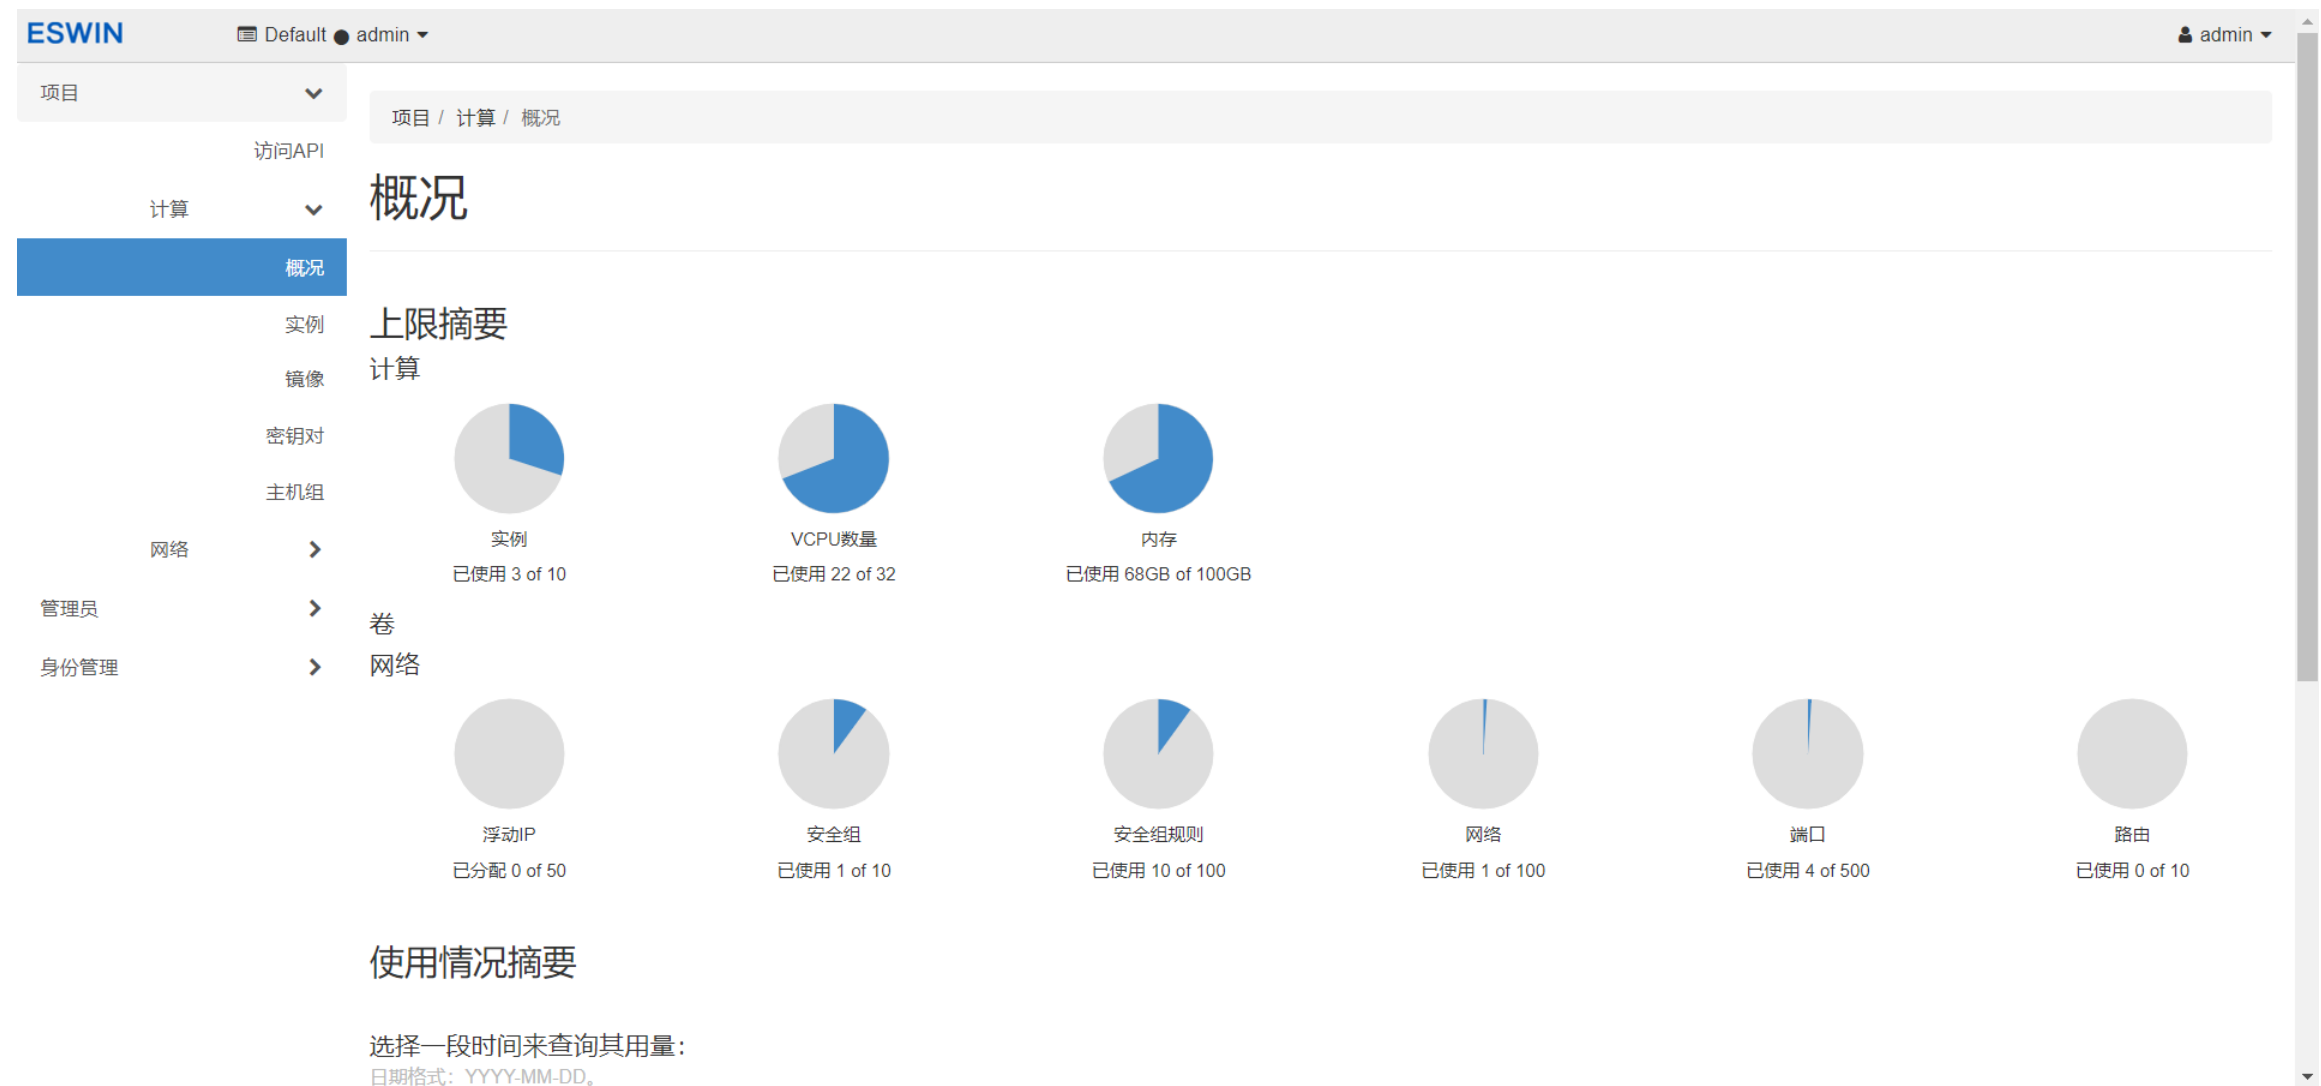 ESWIN
Default ● admin
admin
项目
访问API
计算
概况
实例
镜像
密钥对
主机组
网络
管理员
身份管理
项目 / 计算 / 概况
概况
上限摘要
计算
实例
已使用 3 of 10
VCPU数量
已使用 22 of 32
内存
已使用 68GB of 100GB
卷
网络
浮动IP
已分配 0 of 50
安全组
已使用 1 of 10
安全组规则
已使用 10 of 100
网络
已使用 1 of 100
端口
已使用 4 of 500
路由
已使用 0 of 10
使用情况摘要
选择一段时间来查询其用量：
日期格式：YYYY-MM-DD。